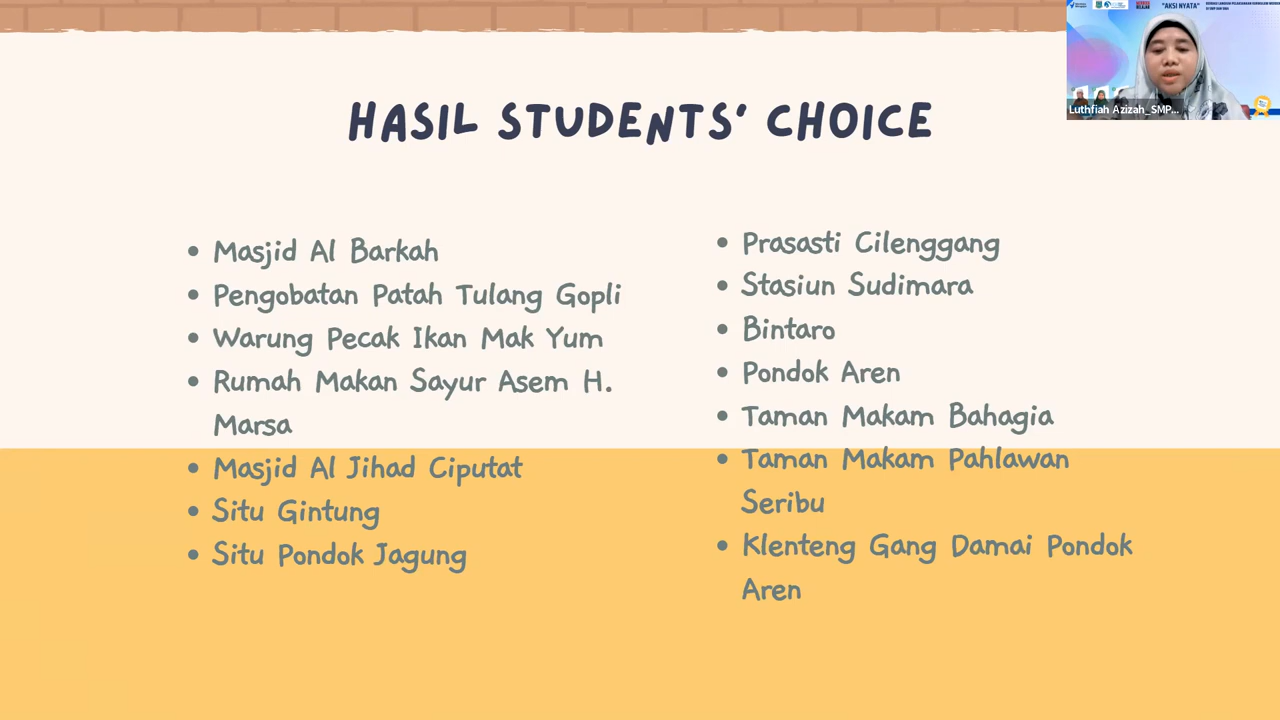 "AKSI NYATA"
HASIL STUDENTS' CHOICE
Luthfiah Azizah_SMP...
Masjid Al Barkah
Pengobatan Patah Tulang Gopli
Warung Pecak Ikan Mak Yum
Rumah Makan Sayur Asem H.
Marsa
Masjid Al Jihad Ciputat
Situ Gintung
Situ Pondok Jagung
Prasasti Cilenggang
Stasiun Sudimara
Bintaro
Pondok Aren
Taman Makam Bahagia
Taman Makam Pahlawan
Seribu
Klenteng Gang Damai Pondok
Aren